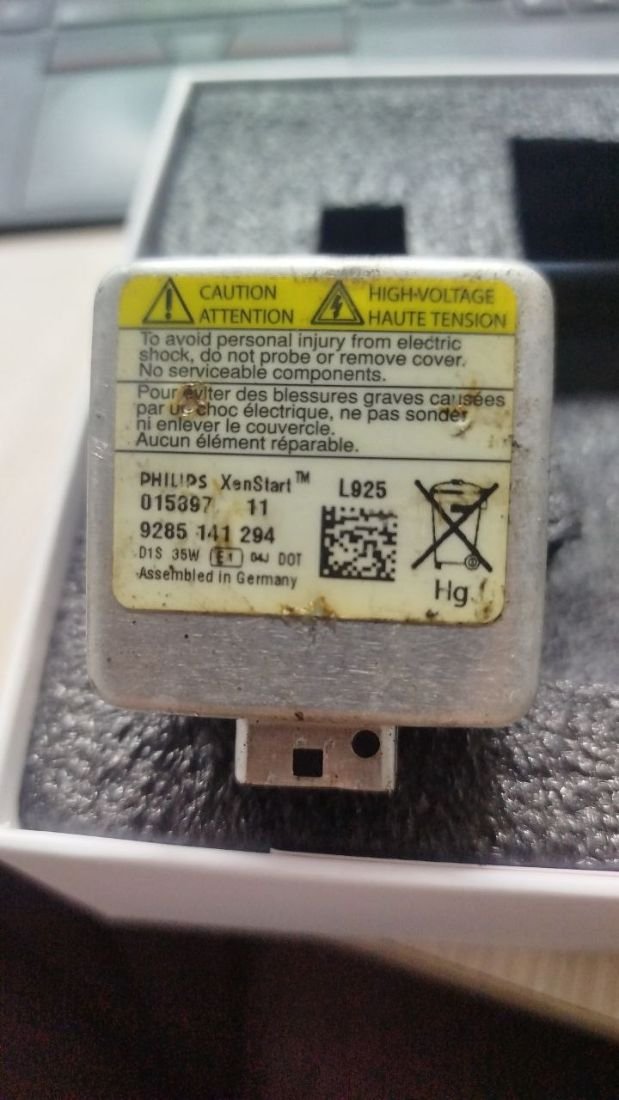 CAUTION
ATTENTION
HIGH-VOLTAGE
HAUTE TENSION
To avoid personal injury from electric
shock, do not probe or remove cover.
No serviceable components.
Pour éviter des blessures graves causées
par un choc électrique, ne pas sonder
ni enlever le couvercle.
Aucun élément réparable.
PHILIPS XenStart™
015397 11
9285 141 294
D1S 35W E1 04J DOT
Assembled in Germany
L925
Hg